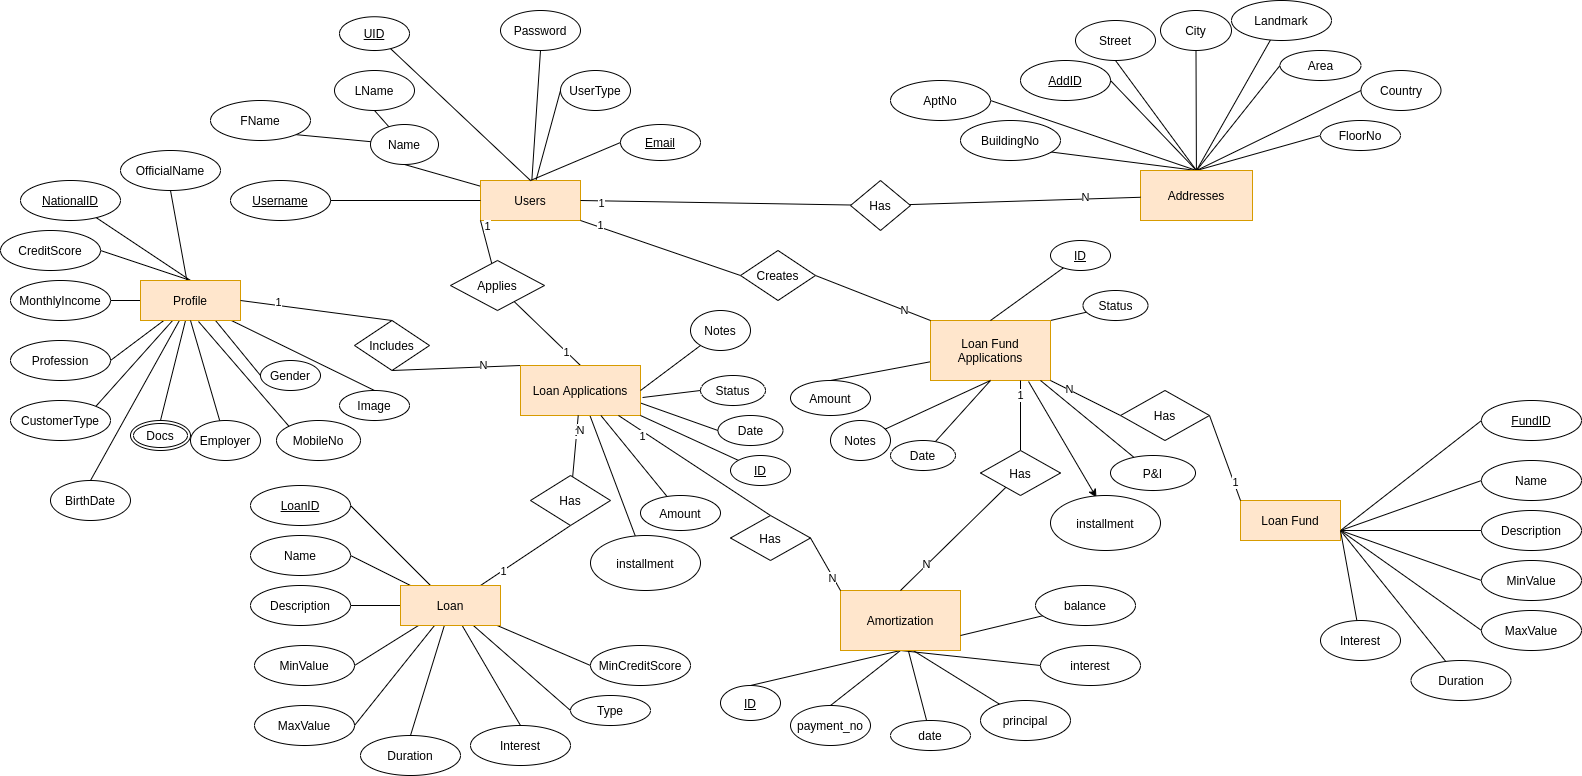 UID
Password
LName
UserType
FName
Name
Email
Username
Users
OfficialName
NationalID
CreditScore
MonthlyIncome
Profile
Profession
Gender
CustomerType
Image
Docs
Employer
MobileNo
BirthDate
Street
City
Landmark
AddID
Area
AptNo
Country
BuildingNo
FloorNo
Addresses
1
Has
N
1
Applies
1
1
Creates
N
1
Includes
N
Loan Applications
Notes
Status
Date
ID
Amount
installment
ID
Status
Loan Fund
Applications
Amount
Notes
Date
P&I
installment
N
Has
1
1
Has
N
N
Has
1
1
Has
N
Loan Fund
FundID
Name
Description
MinValue
MaxValue
Interest
Duration
LoanID
Name
Description
Loan
MinValue
MaxValue
Duration
Interest
Type
MinCreditScore
Amortization
balance
interest
ID
payment_no
date
principal